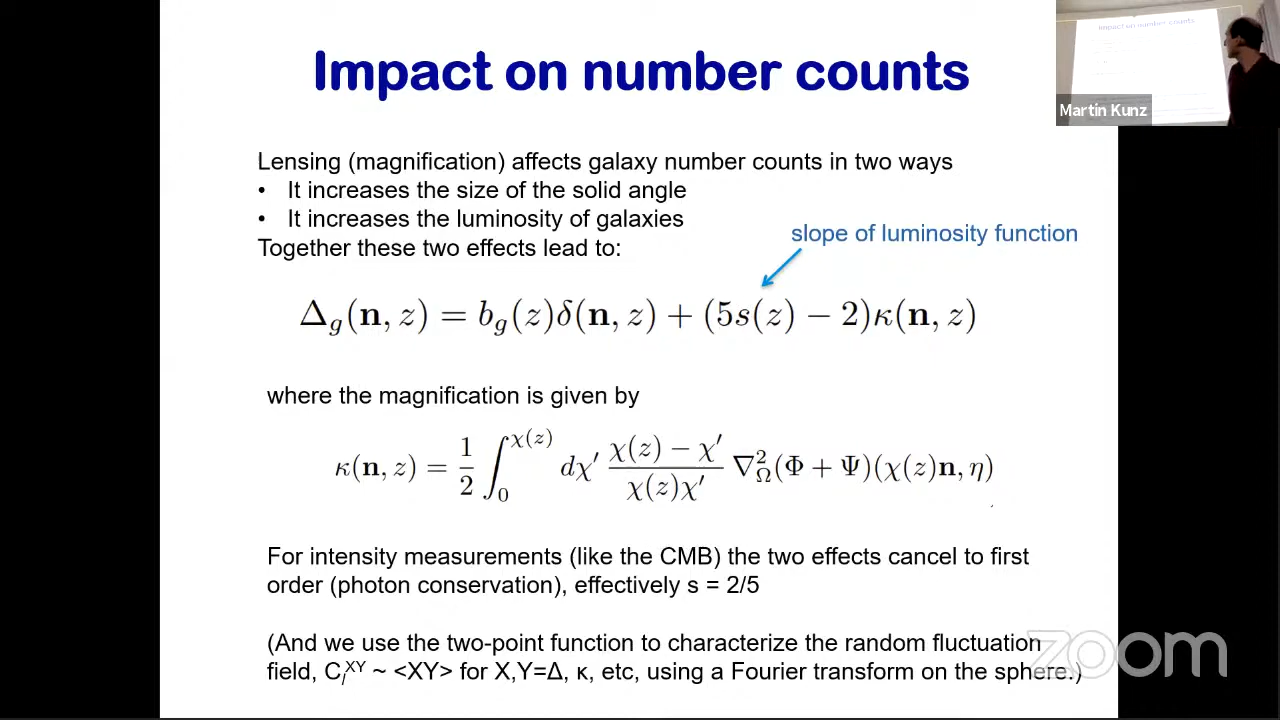 Impact on number counts
Impact on number counts
Martin Kunz
Lensing (magnification) affects galaxy number counts in two ways
• It increases the size of the solid angle
• It increases the luminosity of galaxies
slope of luminosity function
Together these two effects lead to:
Δ_g(n, z) = b_g(z)δ(n, z) + (5s(z) − 2)κ(n, z)
where the magnification is given by
κ(n, z) = 1/2 ∫_0^{χ(z)} dχ′ (χ(z) − χ′)/(χ(z)χ′) ∇²_Ω(Φ + Ψ)(χ(z)n, η)
For intensity measurements (like the CMB) the two effects cancel to first
order (photon conservation), effectively s = 2/5
(And we use the two-point function to characterize the random fluctuation
field, C_l^XY ~ <XY> for X,Y=Δ, κ, etc, using a Fourier transform on the sphere.)
zoom